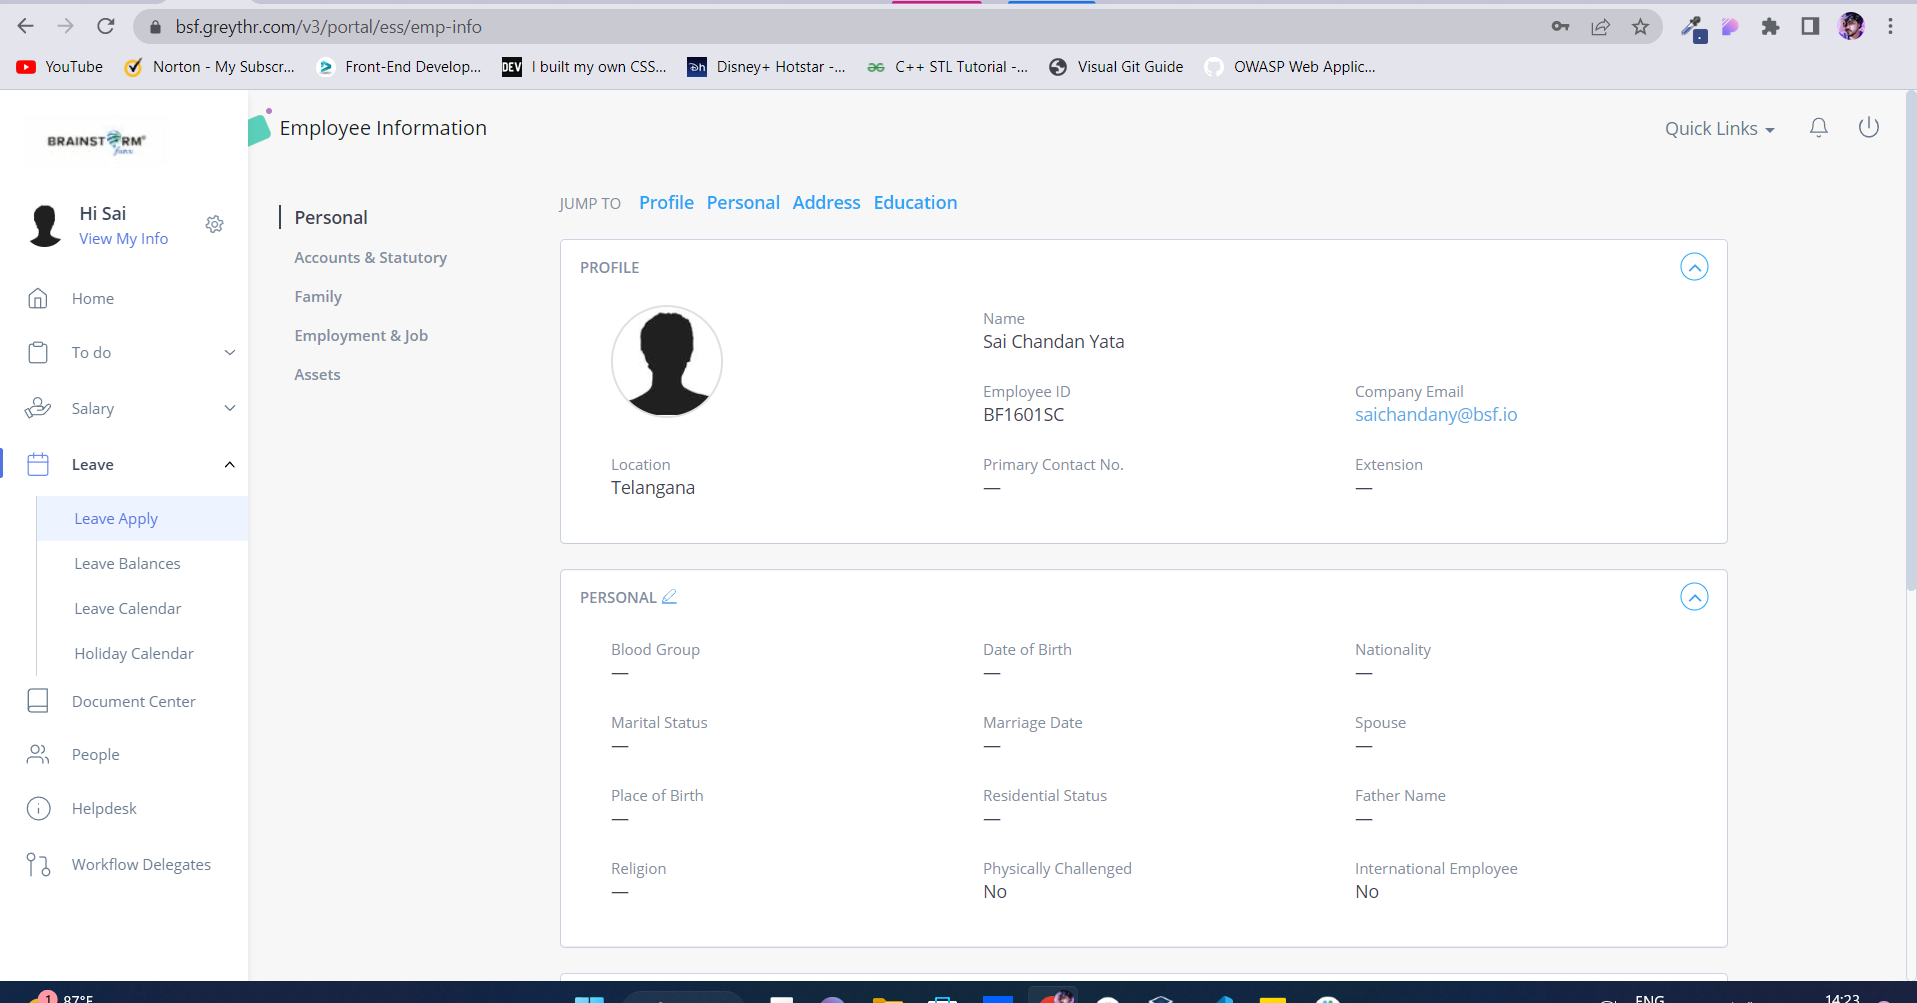 bsf.greythr.com/v3/portal/ess/emp-info
YouTube
Norton - My Subscr...
Front-End Develop...
DEV
I built my own CSS...
Disney+ Hotstar -...
C++ STL Tutorial -...
Visual Git Guide
OWASP Web Applic...
BRAINSTORM®
force
Employee Information
Quick Links
Hi Sai
View My Info
Home
To do
Salary
Leave
Leave Apply
Leave Balances
Leave Calendar
Holiday Calendar
Document Center
People
Helpdesk
Workflow Delegates
Personal
Accounts & Statutory
Family
Employment & Job
Assets
JUMP TO Profile Personal Address Education
PROFILE
Name
Sai Chandan Yata
Employee ID
BF1601SC
Company Email
saichandany@bsf.io
Location
Telangana
Primary Contact No.
—
Extension
—
PERSONAL
Blood Group
—
Date of Birth
—
Nationality
—
Marital Status
—
Marriage Date
—
Spouse
—
Place of Birth
—
Residential Status
—
Father Name
—
Religion
—
Physically Challenged
No
International Employee
No
1
87°F
ENG
14:23